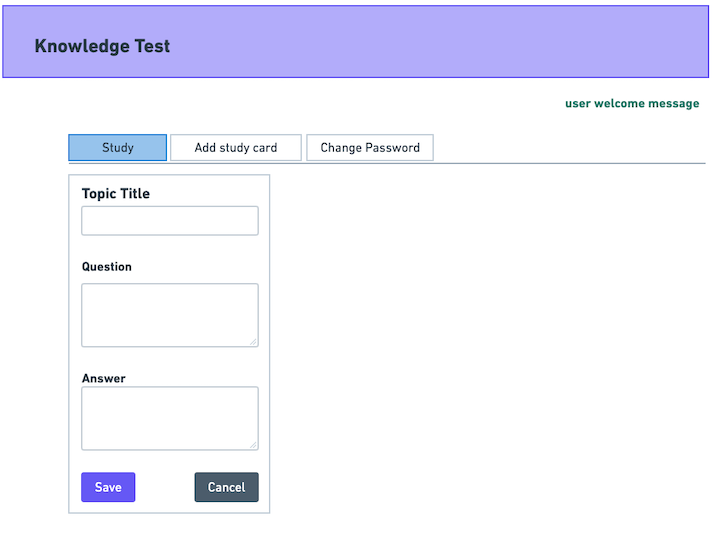 Knowledge Test
user welcome message
Study Add study card Change Password
Topic Title
Question
Answer
Save Cancel